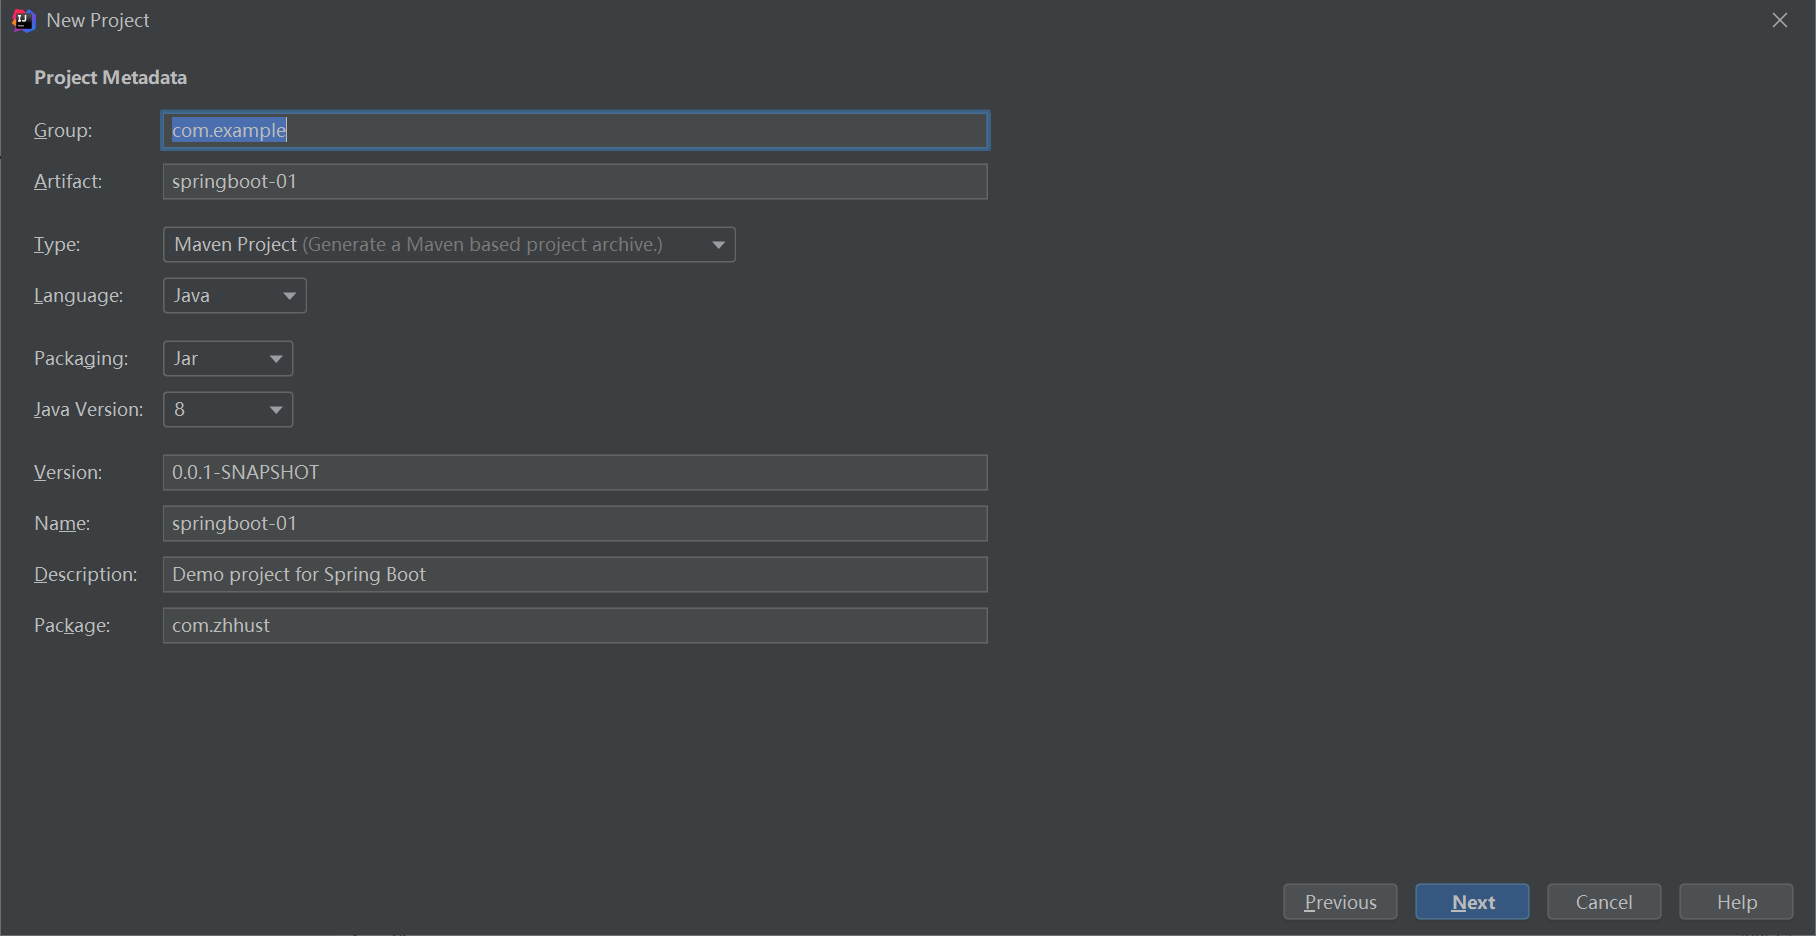 New Project
Project Metadata
Group: com.example
Artifact: springboot-01
Type: Maven Project (Generate a Maven based project archive.)
Language: Java
Packaging: Jar
Java Version: 8
Version: 0.0.1-SNAPSHOT
Name: springboot-01
Description: Demo project for Spring Boot
Package: com.zhhust
Previous Next Cancel Help